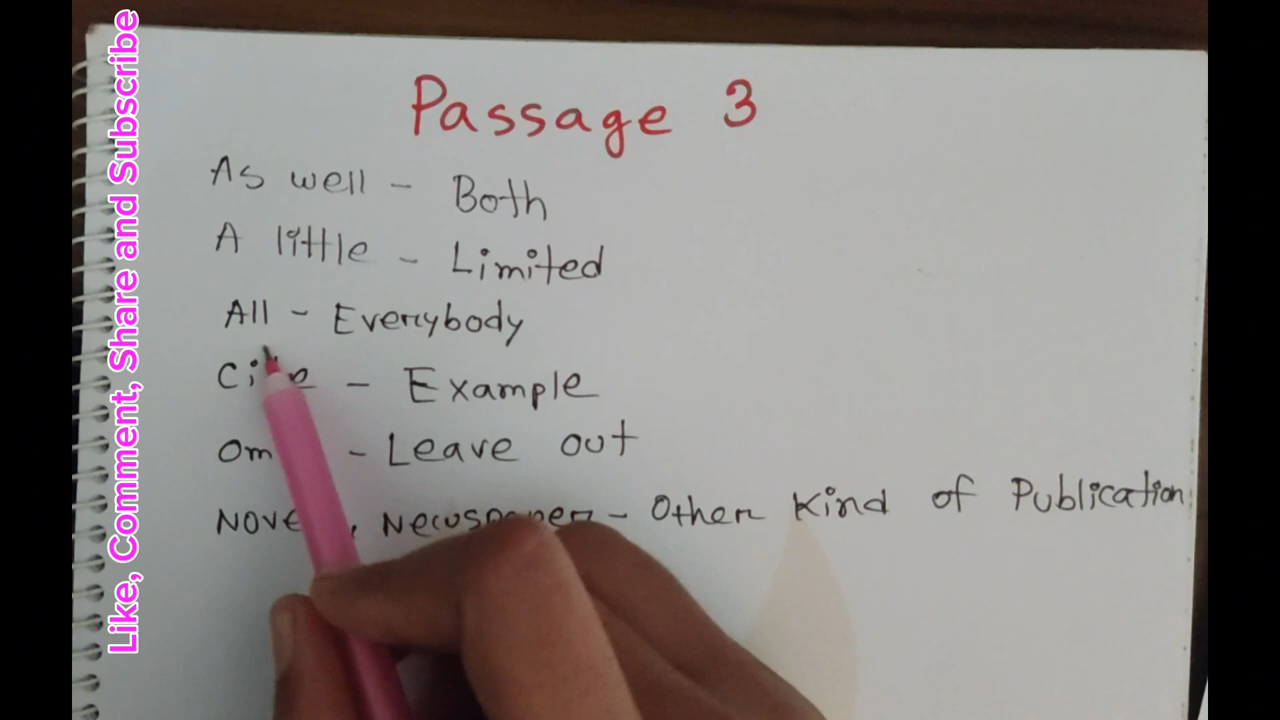 Like, Comment, Share and Subscribe
Passage 3
As well - Both
A little - Limited
All - Everybody
- Example
- Leave out
Newspaper - Other Kind of Publication